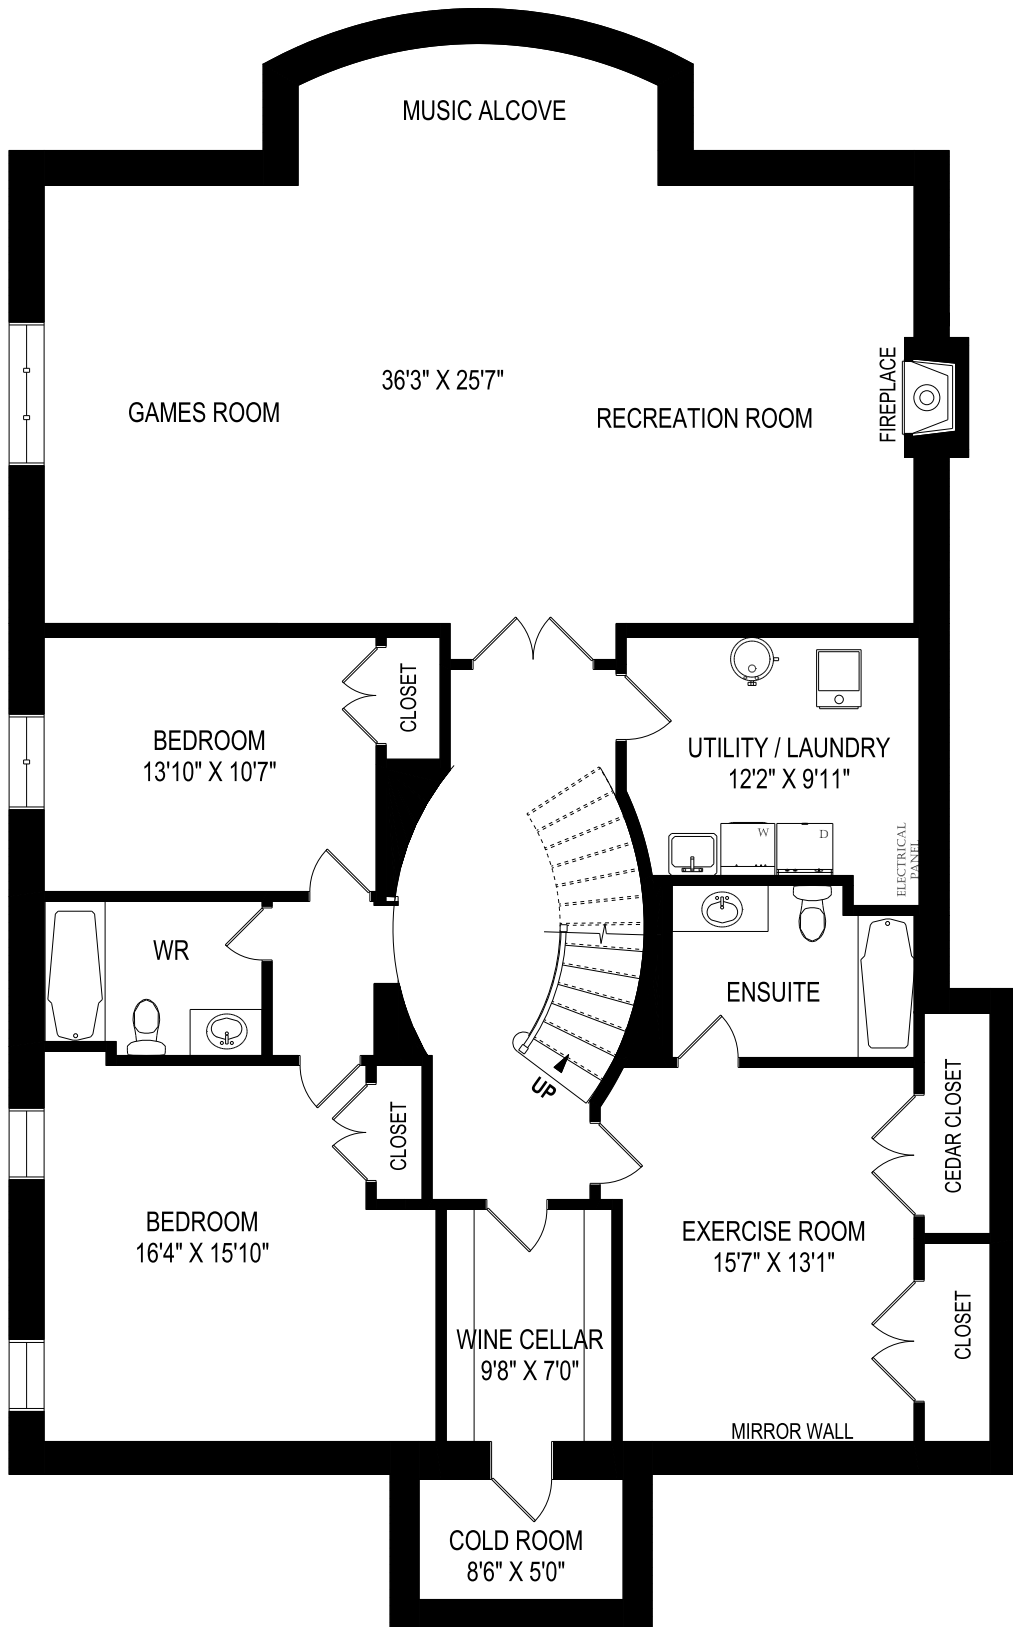 MUSIC ALCOVE
36'3" X 25'7"
GAMES ROOM
RECREATION ROOM
FIREPLACE
CLOSET
BEDROOM
13'10" X 10'7"
UTILITY / LAUNDRY
12'2" X 9'11"
W
D
ELECTRICAL
PANEL
WR
ENSUITE
UP
CLOSET
CEDAR CLOSET
BEDROOM
16'4" X 15'10"
EXERCISE ROOM
15'7" X 13'1"
CLOSET
WINE CELLAR
9'8" X 7'0"
MIRROR WALL
COLD ROOM
8'6" X 5'0"